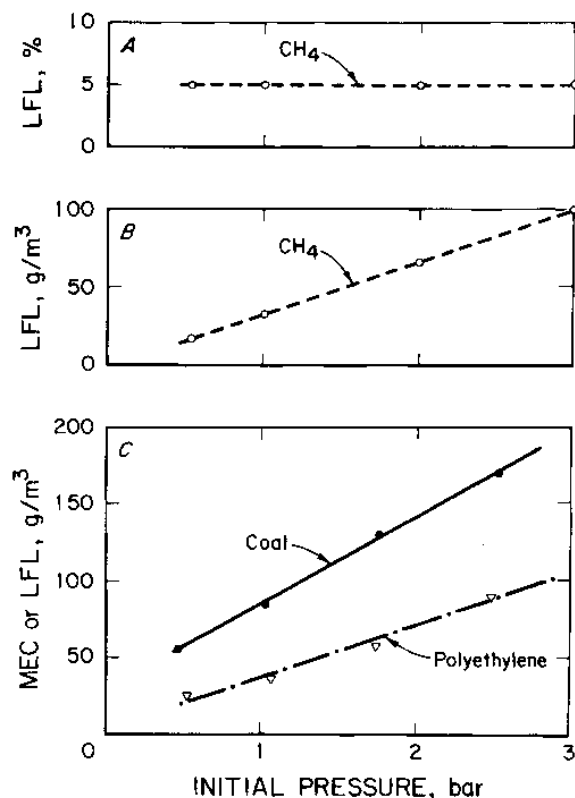 10
A
CH4
LFL, %
5
0
100
B
CH4
LFL, g/m3
50
0
200
C
150
Coal
MEC or LFL, g/m3
100
50
Polyethylene
0
1
2
3
INITIAL PRESSURE, bar